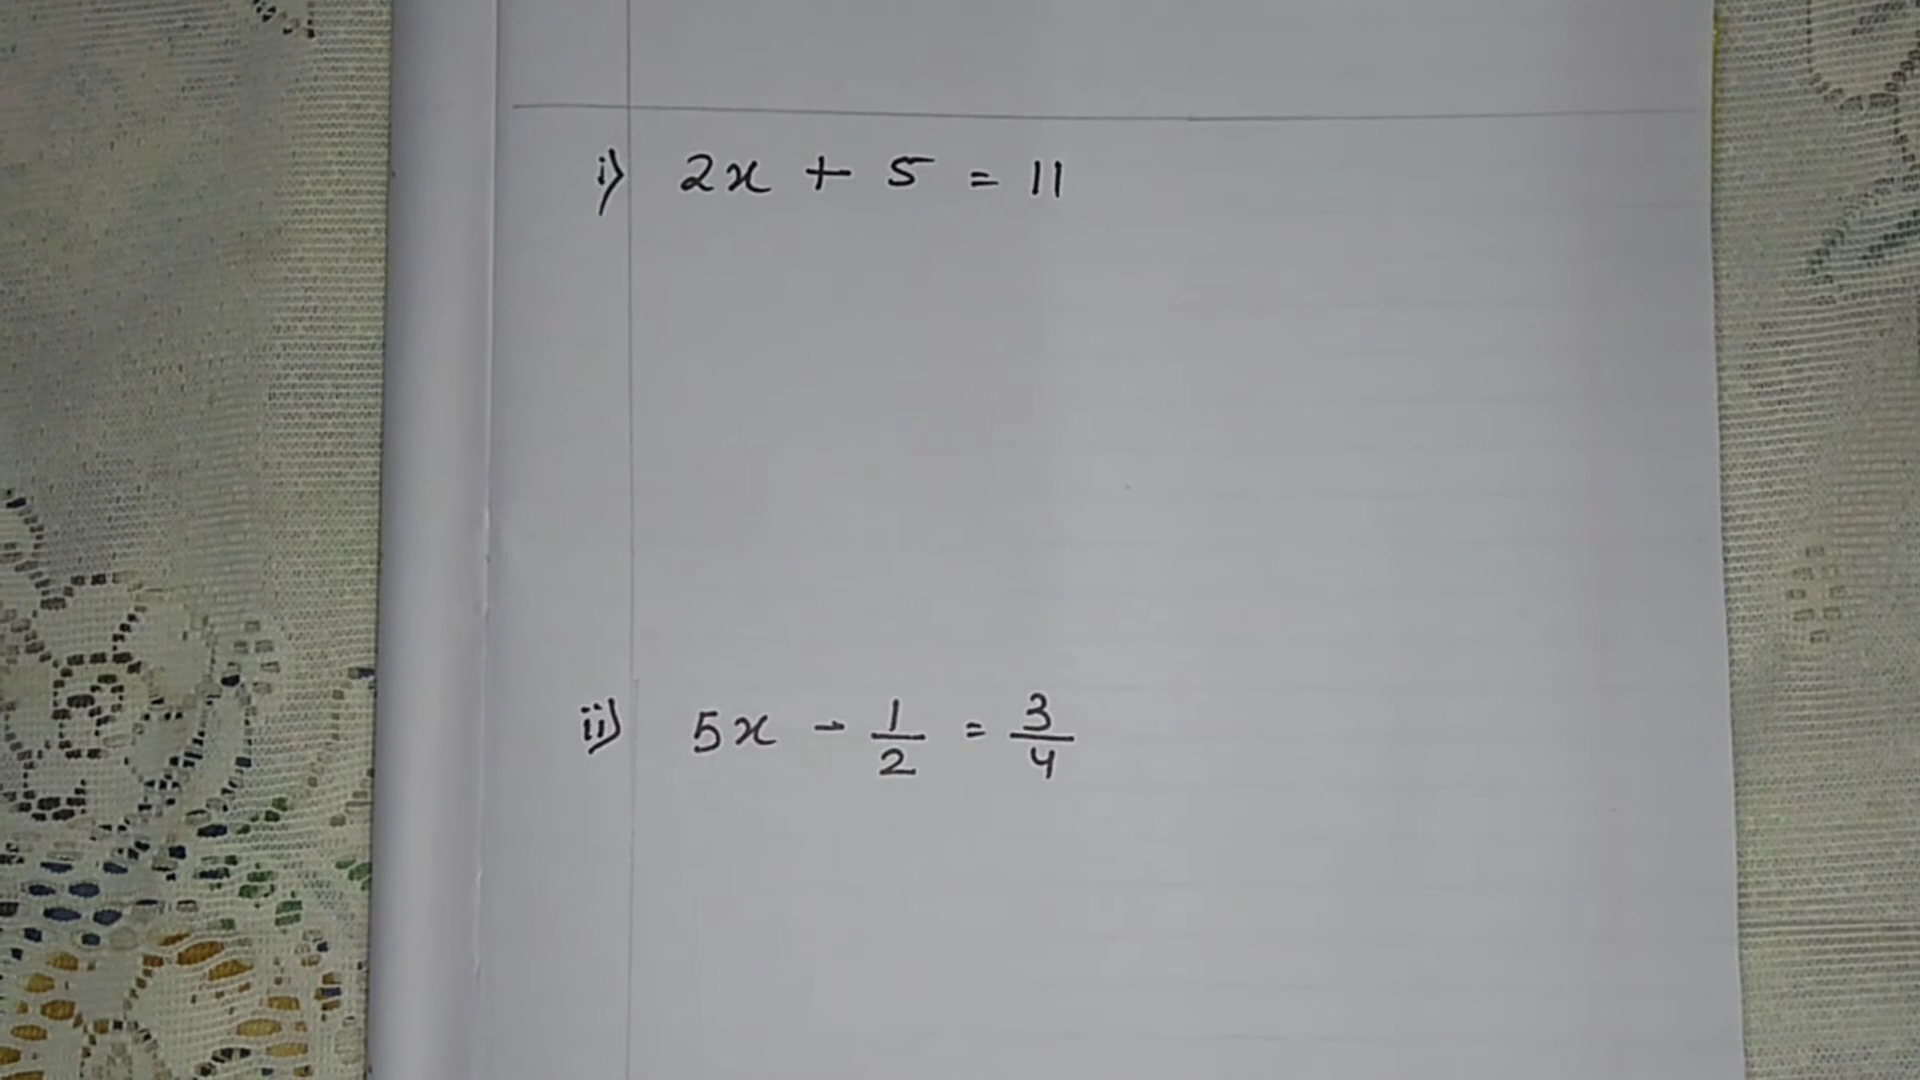 i) 2x + 5 = 11
ii) 5x - 1/2 = 3/4